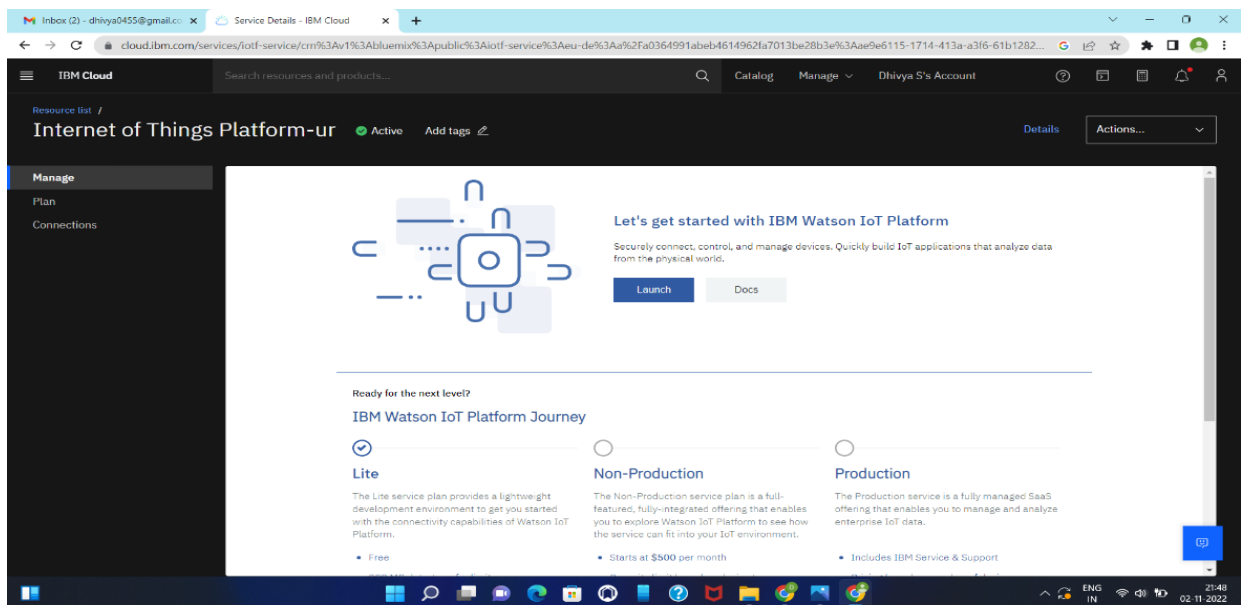 Inbox (2) - dhivya0455@gmail.co
Service Details - IBM Cloud
cloud.ibm.com/services/iotf-service/crn%3Av1%3Abluemix%3Apublic%3Aiotf-service%3Aeu-de%3Aa%2Fa0364991abeb4614962fa7013be28b3e%3Aae9e6115-1714-413a-a3f6-61b1282...
IBM Cloud
Search resources and products...
Catalog
Manage
Dhivya S's Account
Resource list /
Internet of Things Platform-ur
Active
Add tags
Details
Actions...
Manage
Plan
Connections
Let's get started with IBM Watson IoT Platform
Securely connect, control, and manage devices. Quickly build IoT applications that analyze data
from the physical world.
Launch
Docs
Ready for the next level?
IBM Watson IoT Platform Journey
Lite
The Lite service plan provides a lightweight
development environment to get you started
with the connectivity capabilities of Watson IoT
Platform.
• Free
Non-Production
The Non-Production service plan is a full-
featured, fully-integrated offering that enables
you to explore Watson IoT Platform to see how
the service can fit into your IoT environment.
• Starts at $500 per month
Production
The Production service is a fully managed SaaS
offering that enables you to manage and analyze
enterprise IoT data.
• Includes IBM Service & Support
ENG
IN
21:48
02-11-2022